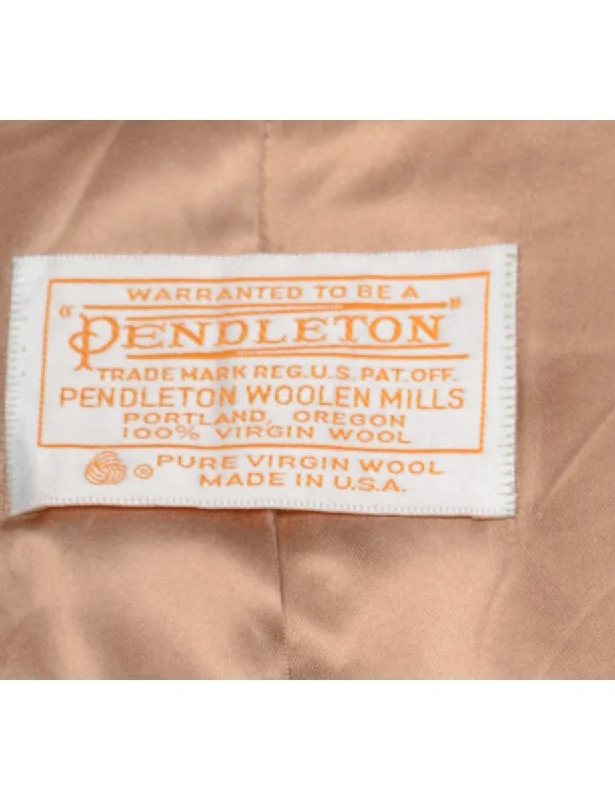 WARRANTED TO BE A
"PENDLETON"
TRADE MARK REG.U.S. PAT.OFF.
PENDLETON WOOLEN MILLS
PORTLAND, OREGON
100% VIRGIN WOOL
® PURE VIRGIN WOOL
MADE IN U.S.A.